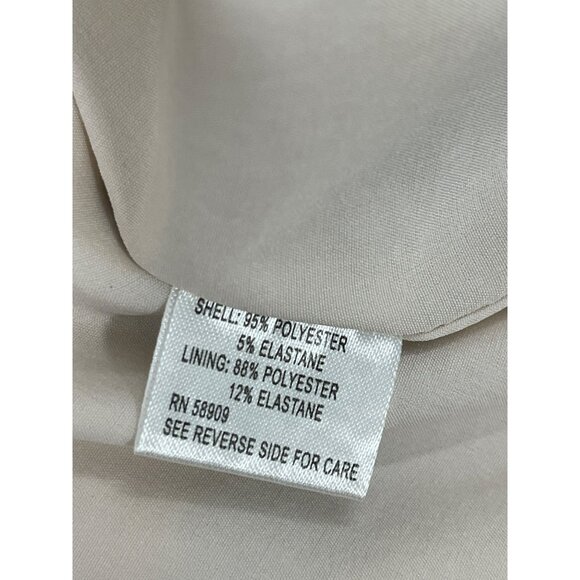 SHELL: 95% POLYESTER
5% ELASTANE
LINING: 88% POLYESTER
12% ELASTANE
RN 58909
SEE REVERSE SIDE FOR CARE